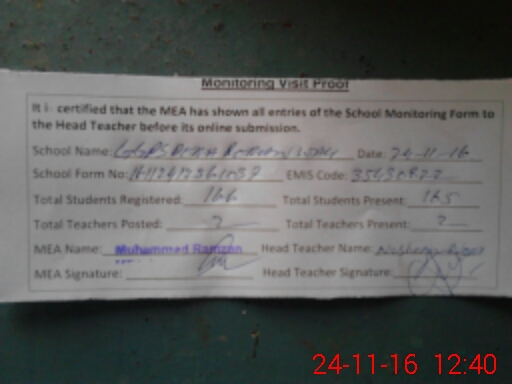 Monitoring Visit Proof
It is certified that the MEA has shown all entries of the School Monitoring Form to
the Head Teacher before its online submission.
School Name: Date: 24-11-16
School Form No: EMIS Code:
Total Students Registered: 166 Total Students Present: 165
Total Teachers Posted: 2 Total Teachers Present: 2
MEA Name: Muhammad Ramzan Head Teacher Name:
MEA Signature: Head Teacher Signature:
24-11-16 12:40